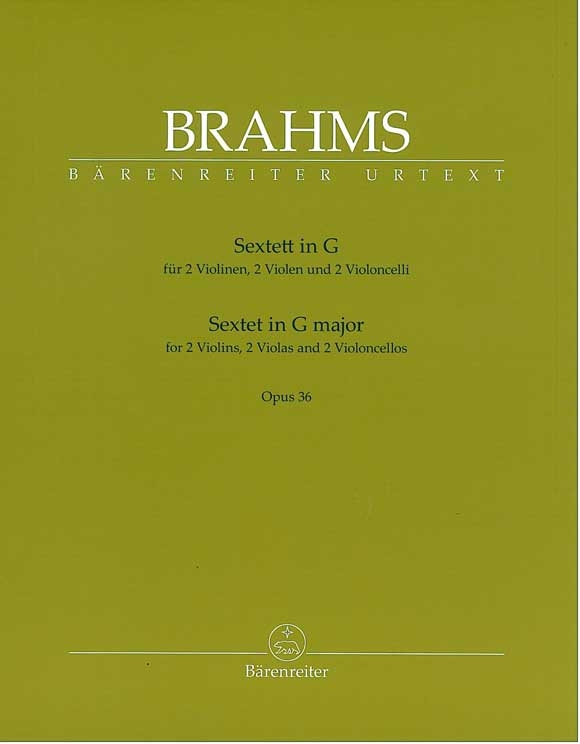 BRAHMS
BÄRENREITER URTEXT
Sextett in G
für 2 Violinen, 2 Violen und 2 Violoncelli
Sextet in G major
for 2 Violins, 2 Violas and 2 Violoncellos
Opus 36
Bärenreiter